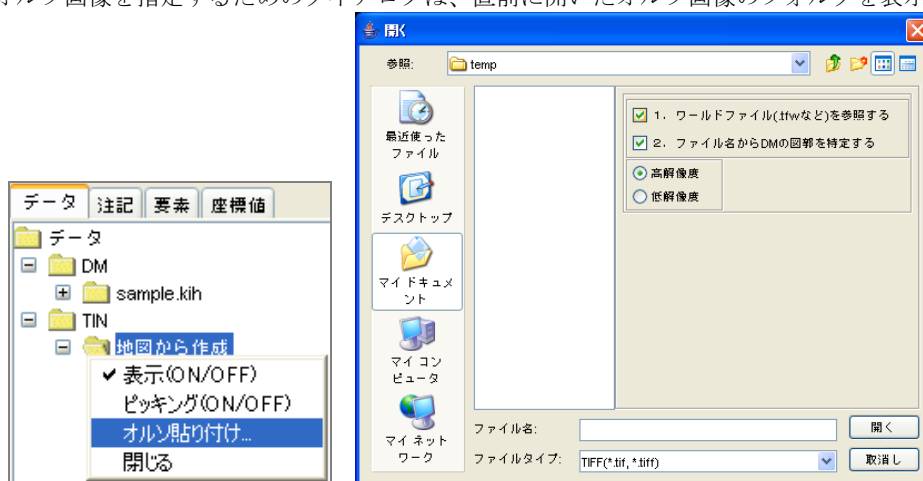 オルソ画像を指定するためのダイアログは、直前に開いたオルソ画像のフォルダを表示
開く
参照:
temp
最近使った
ファイル
デスクトップ
マイ ドキュメ
ント
マイ コン
ピュータ
マイ ネット
ワーク
1. ワールドファイル(.tfwなど)を参照する
2. ファイル名からDMの図郭を特定する
高解像度
低解像度
ファイル名:
開く
ファイルタイプ:
TIFF(*.tif, *.tiff)
取消し
データ
注記
要素
座標値
データ
DM
sample.kih
TIN
地図から作成
表示(ON/OFF)
ピッキング(ON/OFF)
オルソ貼り付け...
閉じる